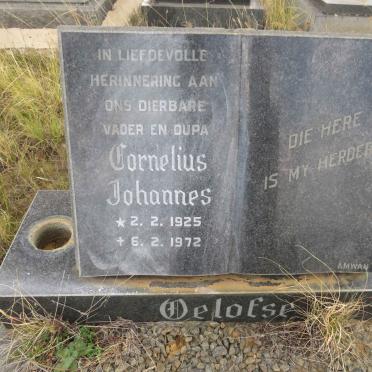 IN LIEFDEVOLLE
HERINNERING AAN
ONS DIERBARE
VADER EN OUPA
Cornelius
Johannes
★ 2. 2. 1925
✢ 6. 2. 1972
DIE HERE
IS MY HERDER
AMWAN
Oelofse